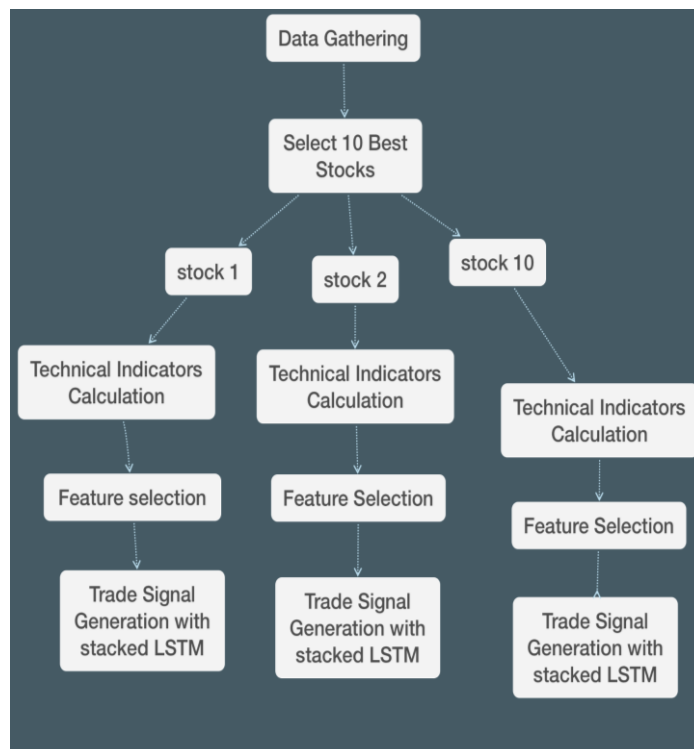 Data Gathering
Select 10 Best
Stocks
stock 1
stock 2
stock 10
Technical Indicators
Calculation
Technical Indicators
Calculation
Technical Indicators
Calculation
Feature selection
Feature Selection
Feature Selection
Trade Signal
Generation with
stacked LSTM
Trade Signal
Generation with
stacked LSTM
Trade Signal
Generation with
stacked LSTM